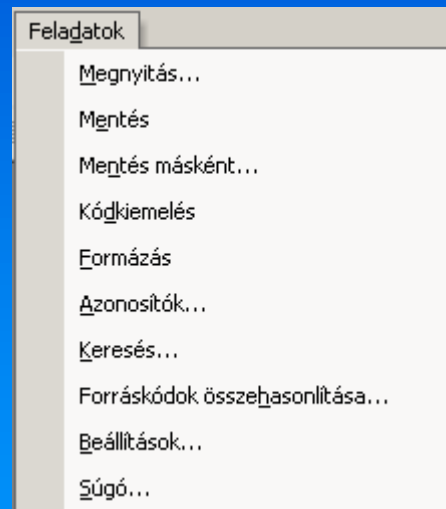 Feladatok
Megnyitás...
Mentés
Mentés másként...
Kódkiemelés
Formázás
Azonosítók...
Keresés...
Forráskódok összehasonlítása...
Beállítások...
Súgó...